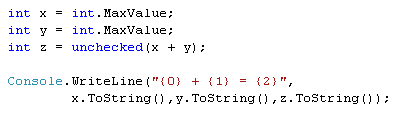 int x = int.MaxValue;
int y = int.MaxValue;
int z = unchecked(x + y);
Console.WriteLine("{0} + {1} = {2}",
x.ToString(),y.ToString(),z.ToString());